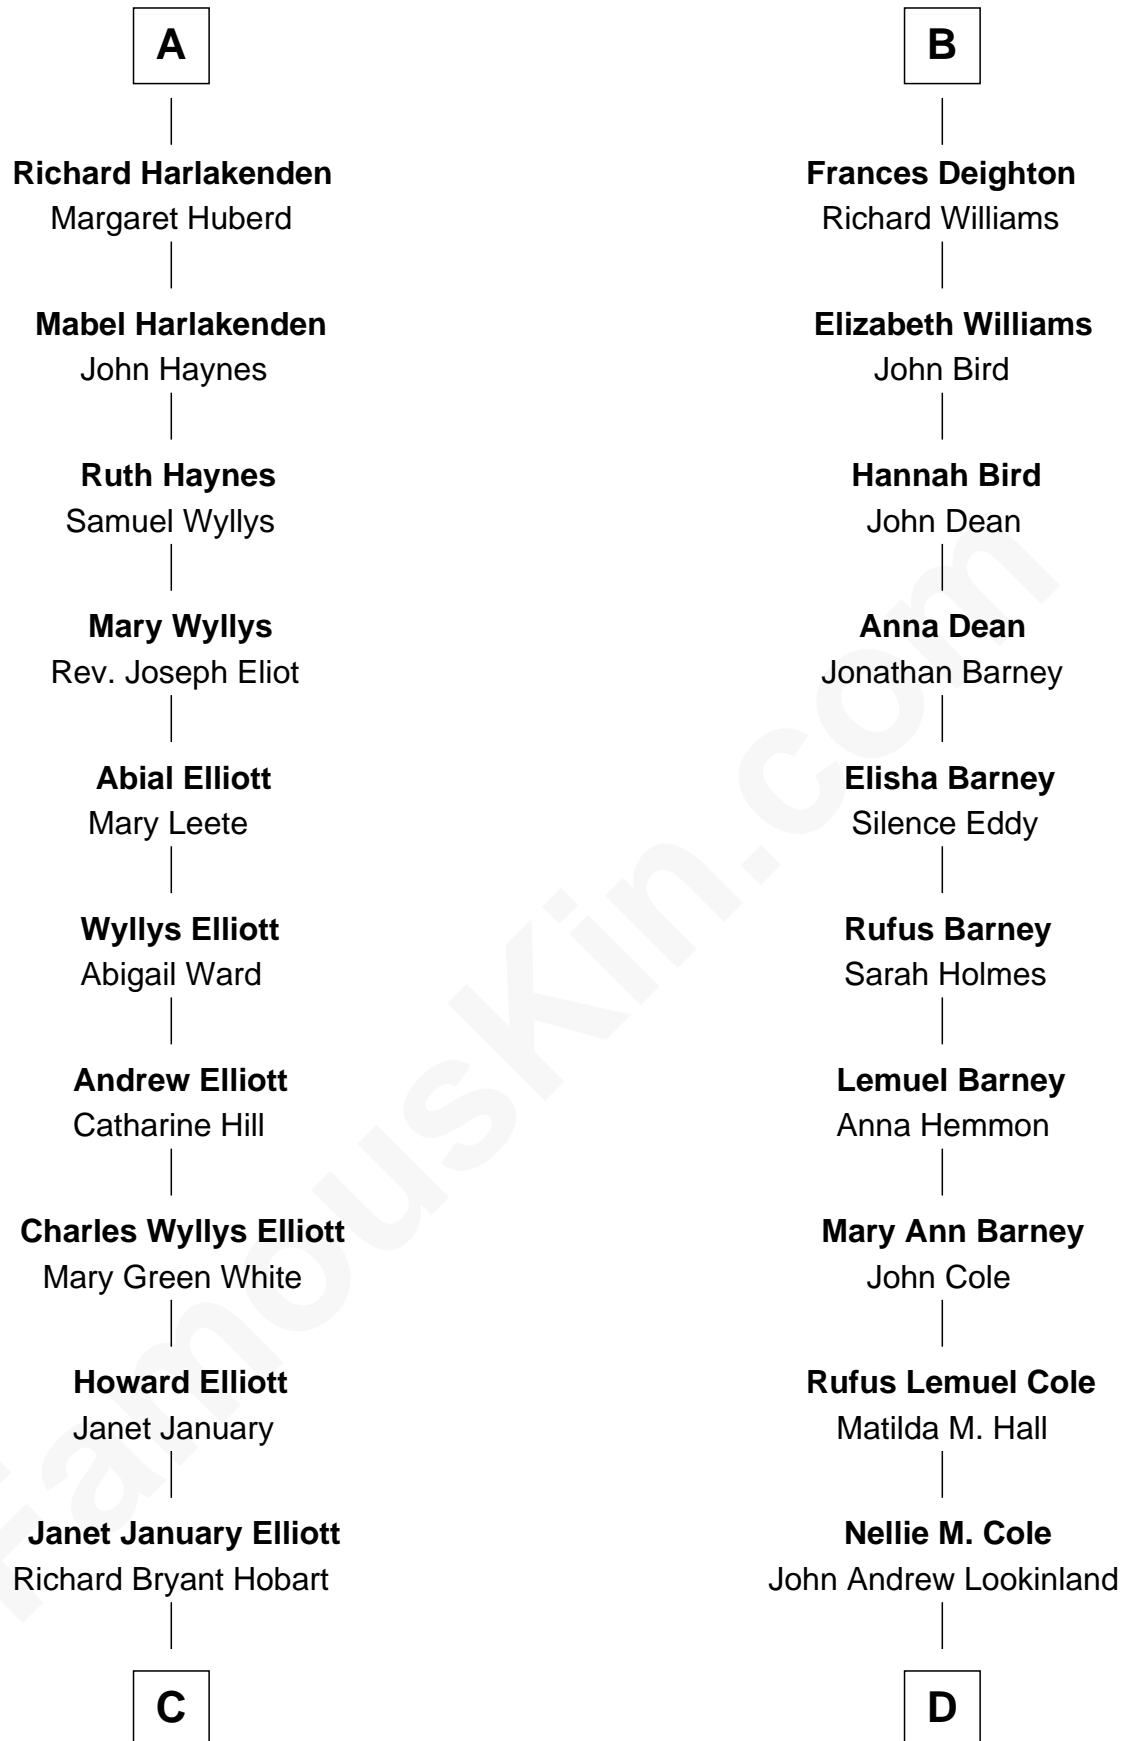 A
Richard Harlakenden
Margaret Huberd
Mabel Harlakenden
John Haynes
Ruth Haynes
Samuel Wyllys
Mary Wyllys
Rev. Joseph Eliot
Abial Elliott
Mary Leete
Wyllys Elliott
Abigail Ward
Andrew Elliott
Catharine Hill
Charles Wyllys Elliott
Mary Green White
Howard Elliott
Janet January
Janet January Elliott
Richard Bryant Hobart
C
B
Frances Deighton
Richard Williams
Elizabeth Williams
John Bird
Hannah Bird
John Dean
Anna Dean
Jonathan Barney
Elisha Barney
Silence Eddy
Rufus Barney
Sarah Holmes
Lemuel Barney
Anna Hemmon
Mary Ann Barney
John Cole
Rufus Lemuel Cole
Matilda M. Hall
Nellie M. Cole
John Andrew Lookinland
D
FamousKin.com